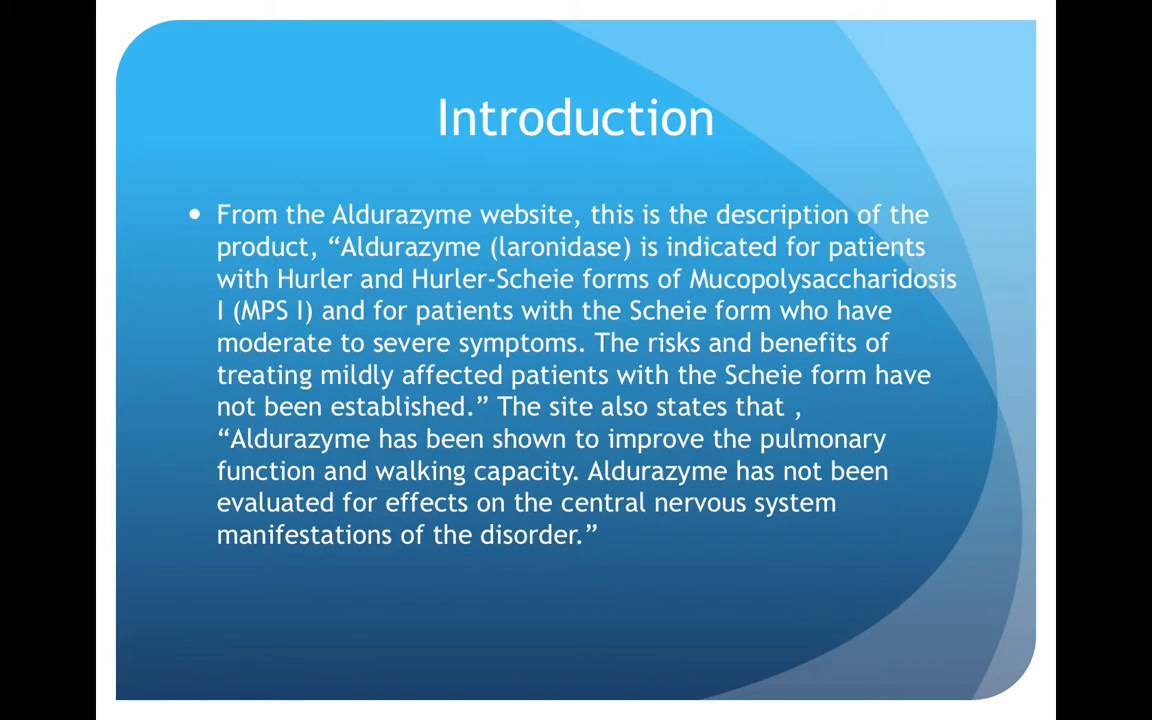 Introduction
• From the Aldurazyme website, this is the description of the
product, “Aldurazyme (laronidase) is indicated for patients
with Hurler and Hurler-Scheie forms of Mucopolysaccharidosis
I (MPS I) and for patients with the Scheie form who have
moderate to severe symptoms. The risks and benefits of
treating mildly affected patients with the Scheie form have
not been established.” The site also states that ,
“Aldurazyme has been shown to improve the pulmonary
function and walking capacity. Aldurazyme has not been
evaluated for effects on the central nervous system
manifestations of the disorder.”